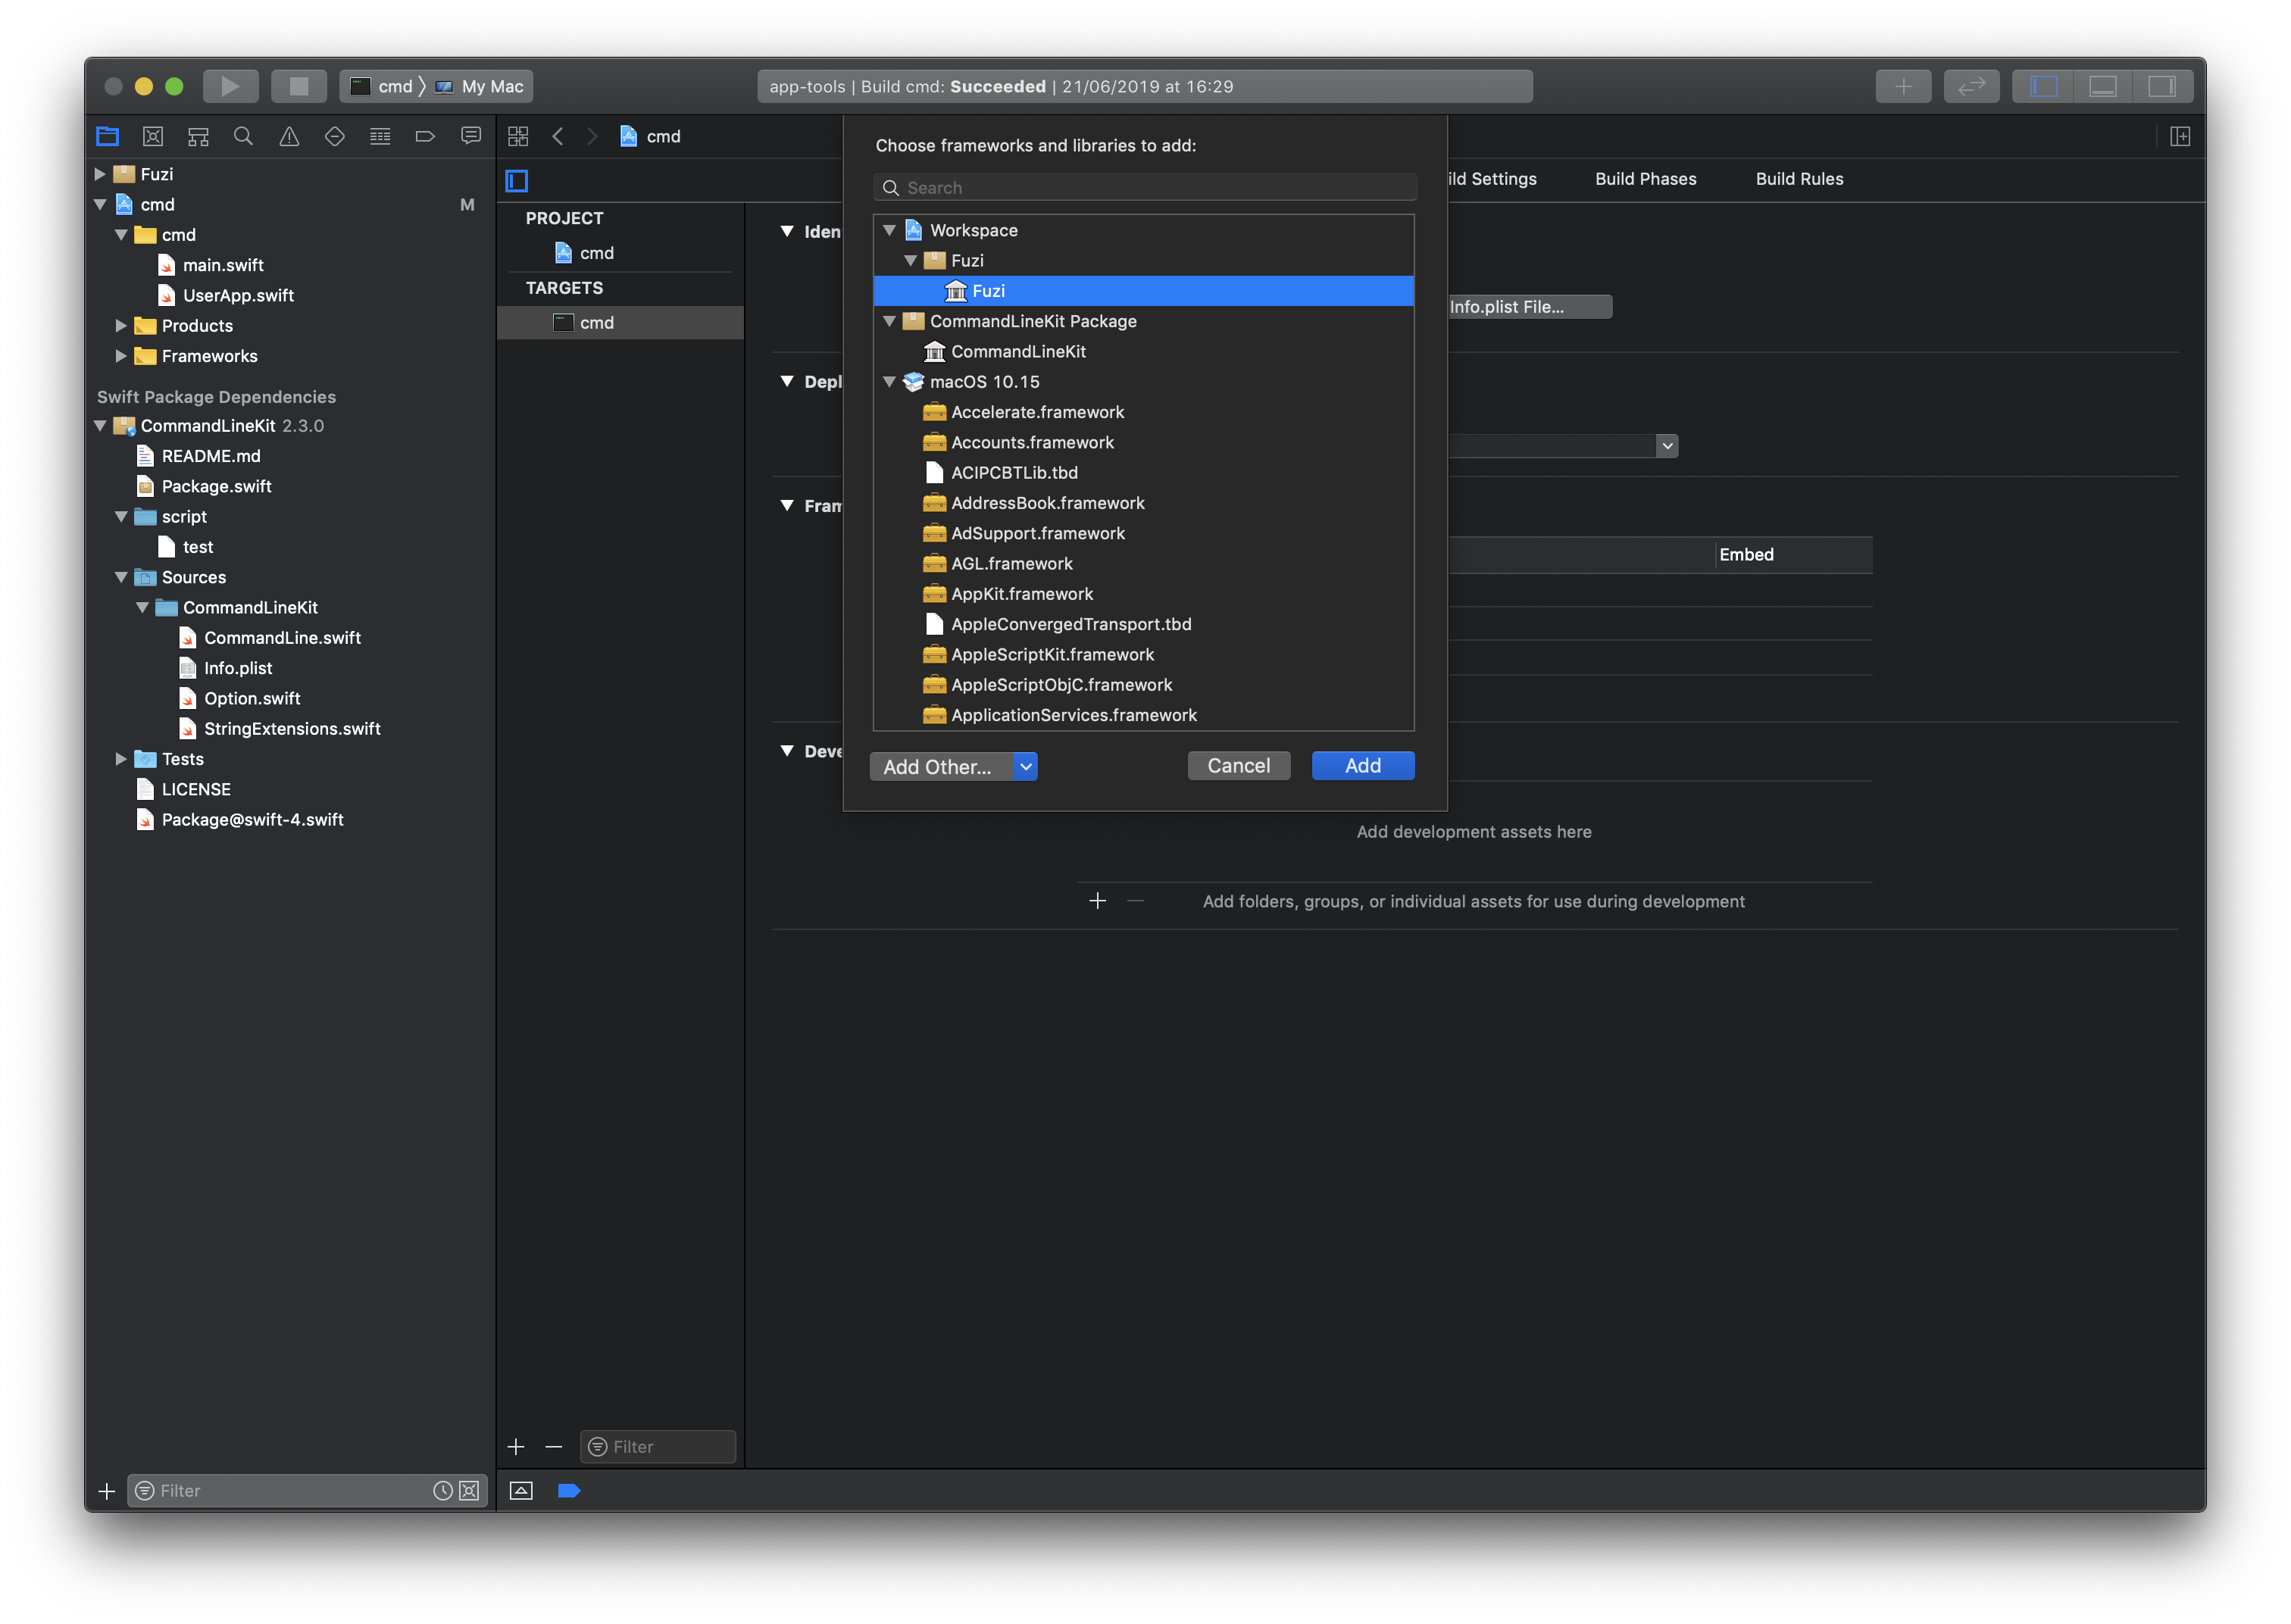 cmd
My Mac
app-tools | Build cmd: Succeeded | 21/06/2019 at 16:29
Fuzi
cmd
M
cmd
main.swift
UserApp.swift
Products
Frameworks
Swift Package Dependencies
CommandLineKit 2.3.0
README.md
Package.swift
script
test
Sources
CommandLineKit
CommandLine.swift
Info.plist
Option.swift
StringExtensions.swift
Tests
LICENSE
Package@swift-4.swift
Filter
cmd
PROJECT
cmd
TARGETS
cmd
Filter
Choose frameworks and libraries to add:
Search
Workspace
Fuzi
Fuzi
CommandLineKit Package
CommandLineKit
macOS 10.15
Accelerate.framework
Accounts.framework
ACIPCBTLib.tbd
AddressBook.framework
AdSupport.framework
AGL.framework
AppKit.framework
AppleConvergedTransport.tbd
AppleScriptKit.framework
AppleScriptObjC.framework
ApplicationServices.framework
Add Other...
Cancel
Add
ild Settings
Build Phases
Build Rules
Iden
Info.plist File...
Depl
Fram
Embed
Deve
Add development assets here
Add folders, groups, or individual assets for use during development